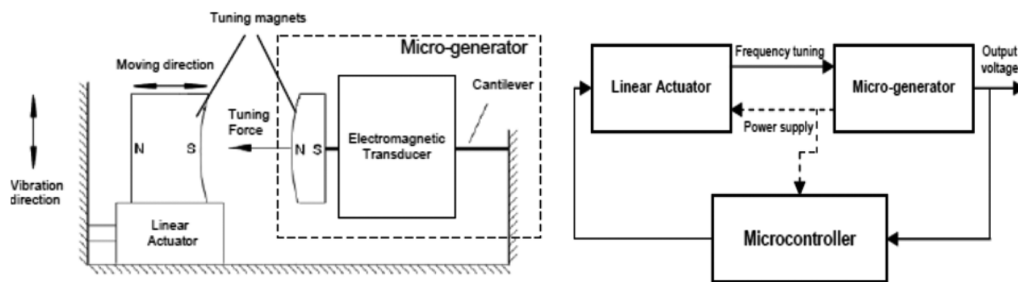 Tuning magnets
Micro-generator
Moving direction
Cantilever
Tuning
Force
N
S
N
S
Electromagnetic
Transducer
Vibration
direction
Linear
Actuator
Frequency tuning
Output
voltage
Linear Actuator
Micro-generator
Power supply
Microcontroller